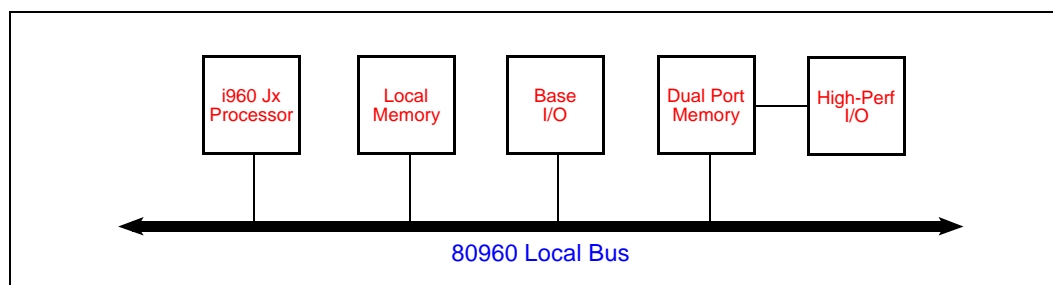 i960 Jx
Processor
Local
Memory
Base
I/O
Dual Port
Memory
High-Perf
I/O
80960 Local Bus